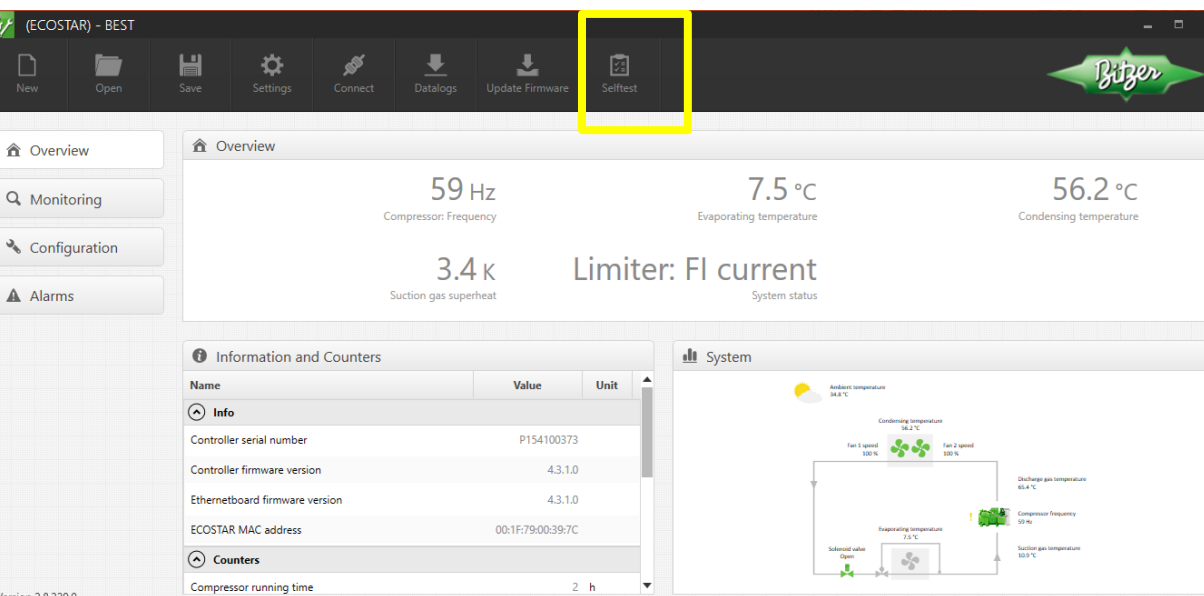 (ECOSTAR) - BEST
New
Open
Save
Settings
Connect
Datalogs
Update Firmware
Selftest
Bitzer
Overview
Monitoring
Configuration
Alarms
Overview
59 Hz
Compressor: Frequency
7.5 °C
Evaporating temperature
56.2 °C
Condensing temperature
3.4 K
Suction gas superheat
Limiter: FI current
System status
Information and Counters
Name Value Unit
Info
Controller serial number P154100373
Controller firmware version 4.3.1.0
Ethernetboard firmware version 4.3.1.0
ECOSTAR MAC address 00:1F:79:00:39:7C
Counters
Compressor running time 2 h
System
Ambient temperature
34.8 °C
Condensing temperature
56.2 °C
Fan 1 speed
100 %
Fan 2 speed
100 %
Discharge gas temperature
65.4 °C
Compressor frequency
59 Hz
Evaporating temperature
7.5 °C
Solenoid valve
Open
Suction gas temperature
10.9 °C